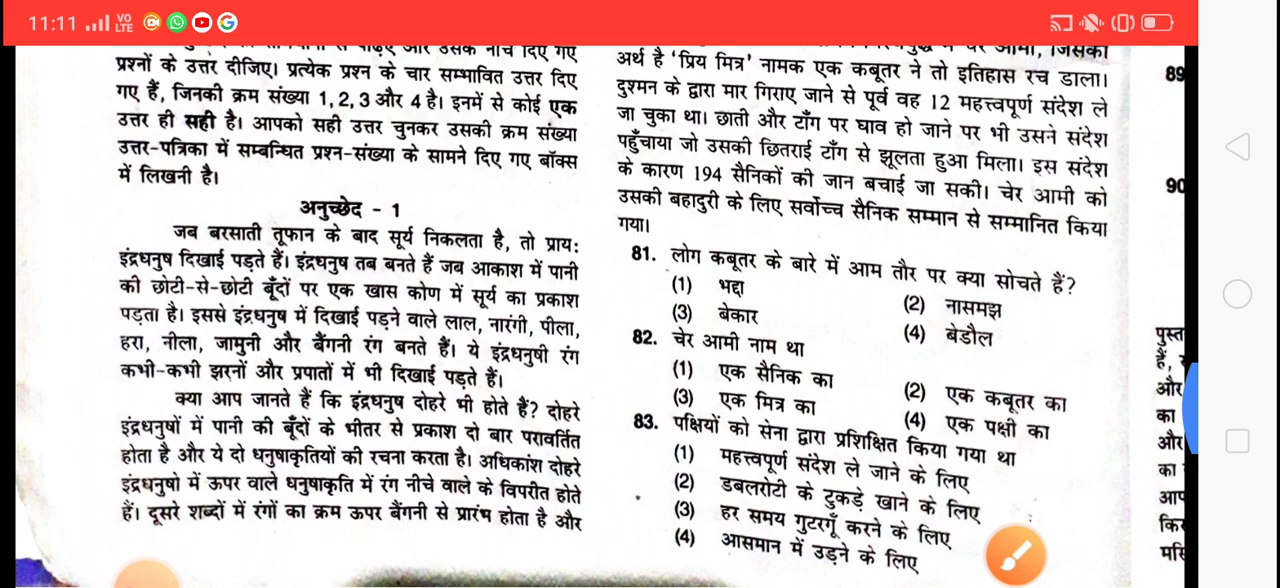 11:11
VO
LTE
प्रश्नों के उत्तर दीजिए। प्रत्येक प्रश्न के चार सम्भावित उत्तर दिए
गए हैं, जिनकी क्रम संख्या 1, 2, 3 और 4 है। इनमें से कोई एक
उत्तर ही सही है। आपको सही उत्तर चुनकर उसकी क्रम संख्या
उत्तर-पत्रिका में सम्बन्धित प्रश्न-संख्या के सामने दिए गए बॉक्स
में लिखनी है।
अनुच्छेद - 1
जब बरसाती तूफान के बाद सूर्य निकलता है, तो प्राय:
इंद्रधनुष दिखाई पड़ते हैं। इंद्रधनुष तब बनते हैं जब आकाश में पानी
की छोटी-से-छोटी बूँदों पर एक खास कोण में सूर्य का प्रकाश
पड़ता है। इससे इंद्रधनुष में दिखाई पड़ने वाले लाल, नारंगी, पीला,
हरा, नीला, जामुनी और बैंगनी रंग बनते हैं। ये इंद्रधनुषी रंग
कभी-कभी झरनों और प्रपातों में भी दिखाई पड़ते हैं।
क्या आप जानते हैं कि इंद्रधनुष दोहरे भी होते हैं? दोहरे
इंद्रधनुषों में पानी की बूँदों के भीतर से प्रकाश दो बार परावर्तित
होता है और ये दो धनुषाकृतियों की रचना करता है। अधिकांश दोहरे
इंद्रधनुषो में ऊपर वाले धनुषाकृति में रंग नीचे वाले के विपरीत होते
हैं। दूसरे शब्दों में रंगों का क्रम ऊपर बैंगनी से प्रारंभ होता है और
अर्थ है ‘प्रिय मित्र’ नामक एक कबूतर ने तो इतिहास रच डाला।
दुश्मन के द्वारा मार गिराए जाने से पूर्व वह 12 महत्त्वपूर्ण संदेश ले
जा चुका था। छाती और टाँग पर घाव हो जाने पर भी उसने संदेश
पहुँचाया जो उसकी छितराई टाँग से झूलता हुआ मिला। इस संदेश
के कारण 194 सैनिकों की जान बचाई जा सकी। चेर आमी को
उसकी बहादुरी के लिए सर्वोच्च सैनिक सम्मान से सम्मानित किया
गया।
81. लोग कबूतर के बारे में आम तौर पर क्या सोचते हैं?
(1) भद्दा (2) नासमझ
(3) बेकार (4) बेडौल
82. चेर आमी नाम था
(1) एक सैनिक का (2) एक कबूतर का
(3) एक मित्र का (4) एक पक्षी का
83. पक्षियों को सेना द्वारा प्रशिक्षित किया गया था
(1) महत्त्वपूर्ण संदेश ले जाने के लिए
(2) डबलरोटी के टुकड़े खाने के लिए
(3) हर समय गुटरगूँ करने के लिए
(4) आसमान में उड़ने के लिए
89
90
पुस्त
और
का
और
का
आप